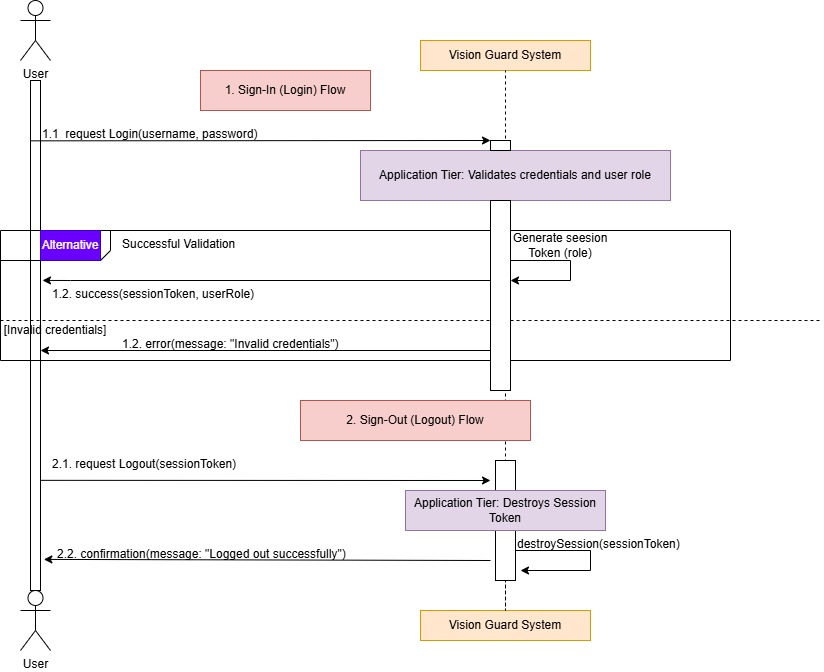 User
Vision Guard System
1. Sign-In (Login) Flow
1.1 request Login(username, password)
Application Tier: Validates credentials and user role
Alternative
Successful Validation
Generate seesion
Token (role)
1.2. success(sessionToken, userRole)
[Invalid credentials]
1.2. error(message: "Invalid credentials")
2. Sign-Out (Logout) Flow
2.1. request Logout(sessionToken)
Application Tier: Destroys Session
Token
destroySession(sessionToken)
2.2. confirmation(message: "Logged out successfully")
Vision Guard System
User